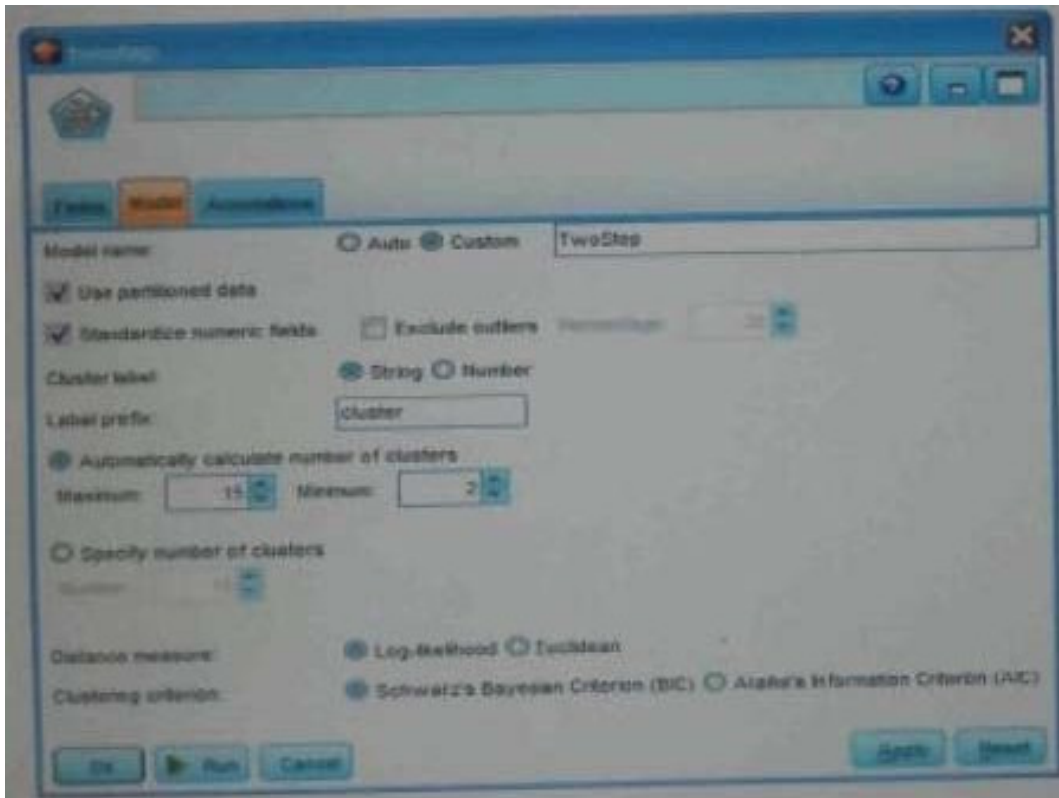 TwoStep
Fields Model Annotations
Model name: Auto Custom TwoStep
Use partitioned data
Standardize numeric fields Exclude outliers Percentage:
Cluster label: String Number
Label prefix: cluster
Automatically calculate number of clusters
Maximum: 15 Minimum: 2
Specify number of clusters
Number:
Distance measure: Log-likelihood Euclidean
Clustering criterion: Schwarz's Bayesian Criterion (BIC) Akaike's Information Criterion (AIC)
OK Run Cancel Apply Reset